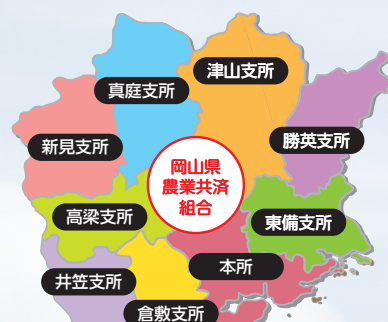 津山支所
真庭支所
勝英支所
新見支所
岡山県
農業共済
組合
高梁支所
東備支所
本所
井笠支所
倉敷支所